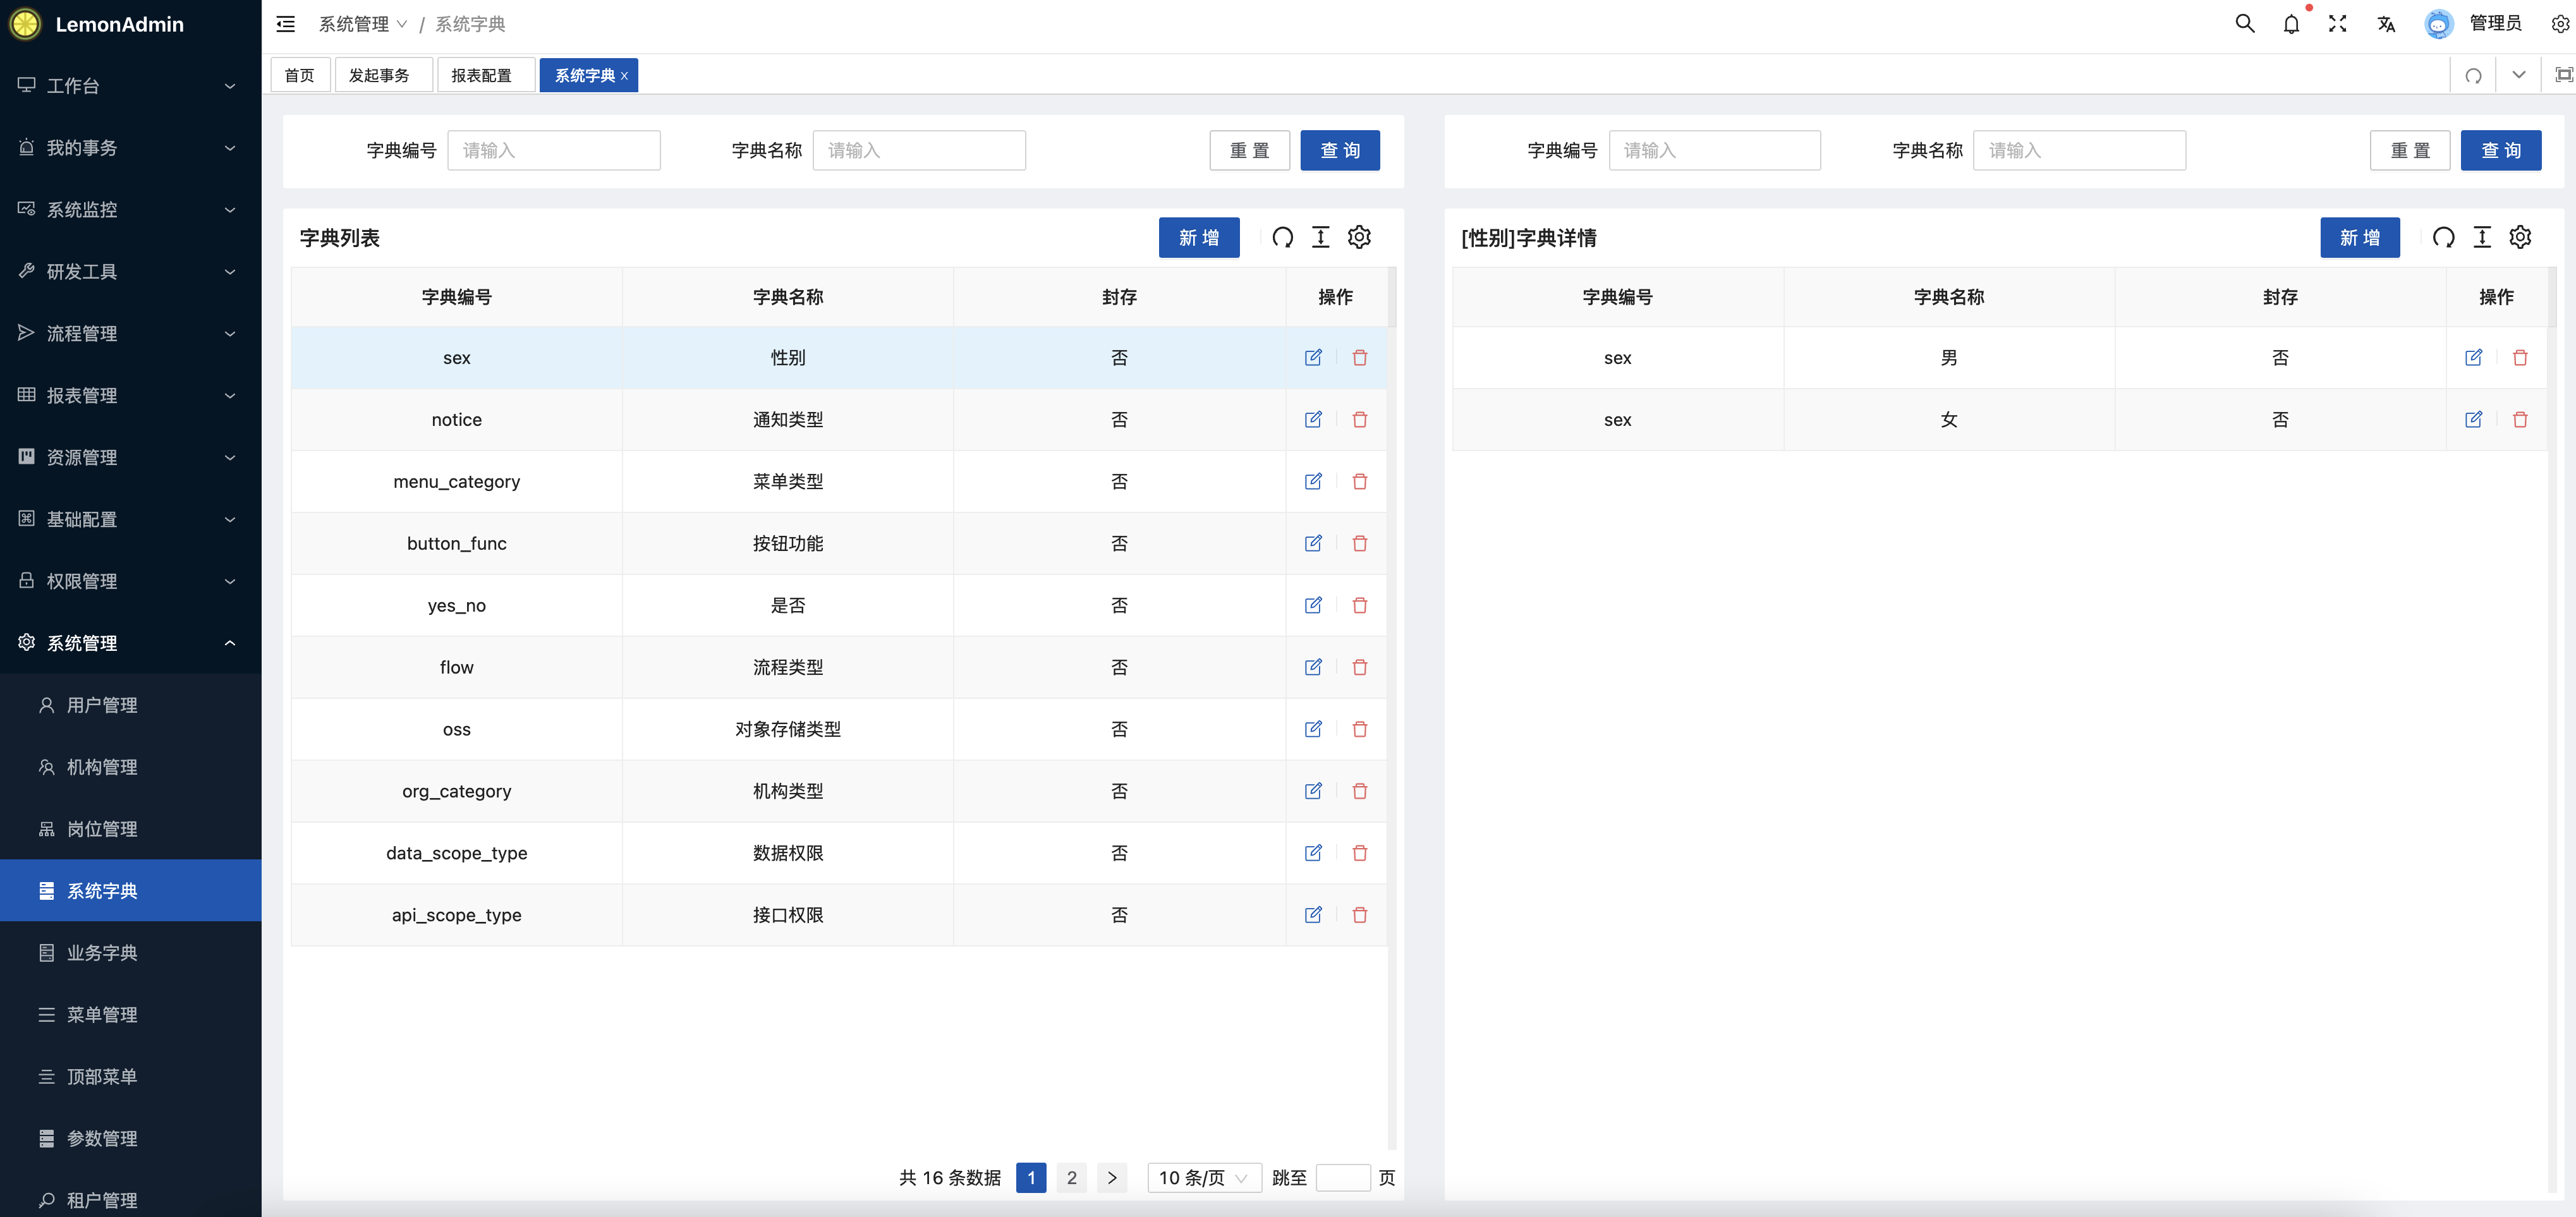 LemonAdmin
工作台
我的事务
系统监控
研发工具
流程管理
报表管理
资源管理
基础配置
权限管理
系统管理
用户管理
机构管理
岗位管理
系统字典
业务字典
菜单管理
顶部菜单
参数管理
租户管理
系统管理 / 系统字典
管理员
首页 发起事务 报表配置 系统字典 x
字典编号 请输入 字典名称 请输入 重 置 查 询
字典列表 新 增
字典编号 字典名称 封存 操作
sex 性别 否
notice 通知类型 否
menu_category 菜单类型 否
button_func 按钮功能 否
yes_no 是否 否
flow 流程类型 否
oss 对象存储类型 否
org_category 机构类型 否
data_scope_type 数据权限 否
api_scope_type 接口权限 否
共 16 条数据 1 2 > 10 条/页 跳至 页
字典编号 请输入 字典名称 请输入 重 置 查 询
[性别]字典详情 新 增
字典编号 字典名称 封存 操作
sex 男 否
sex 女 否